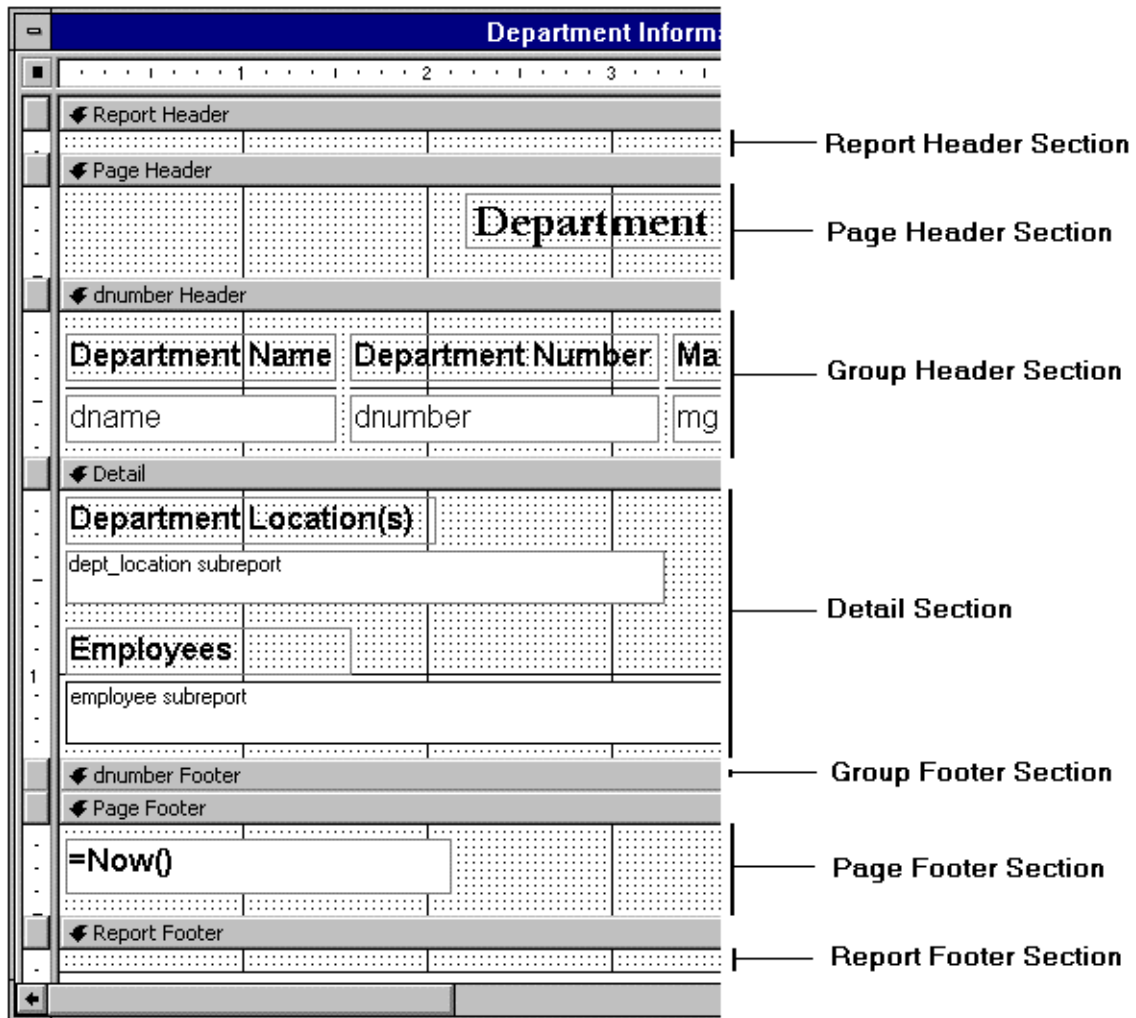 Department Informa
1 2 3
Report Header
Report Header Section
Page Header
Department
Page Header Section
dnumber Header
Department Name Department Number Ma
dname dnumber mg
Group Header Section
Detail
Department Location(s)
dept_location subreport
Detail Section
Employees
1
employee subreport
dnumber Footer
Group Footer Section
Page Footer
=Now()
Page Footer Section
Report Footer
Report Footer Section